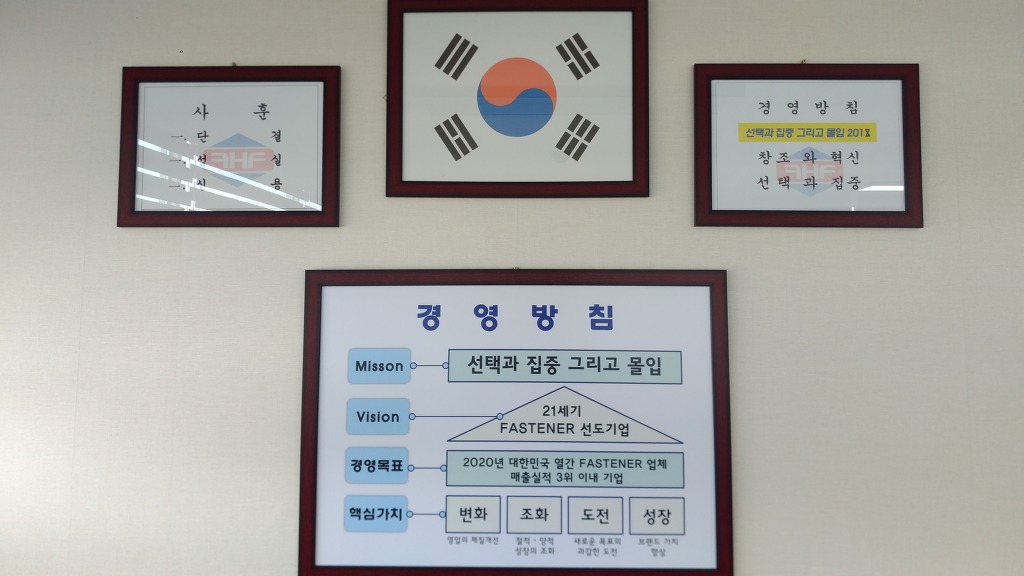 사 훈
一. 단 결
一. 성 실
一. 신 용
AHF
경 영 방 침
선택과 집중 그리고 몰입
창 조 와 혁 신
선 택 과 집 중
AHF
경 영 방 침
Misson
선택과 집중 그리고 몰입
Vision
21세기
FASTENER 선도기업
경영목표
2020년 대한민국 열간 FASTENER 업체
매출실적 3위 이내 기업
핵심가치
변화
조화
도전
성장
영업의 체질개선
질적 · 양적
성장의 조화
새로운 목표의
과감한 도전
브랜드 가치
향상